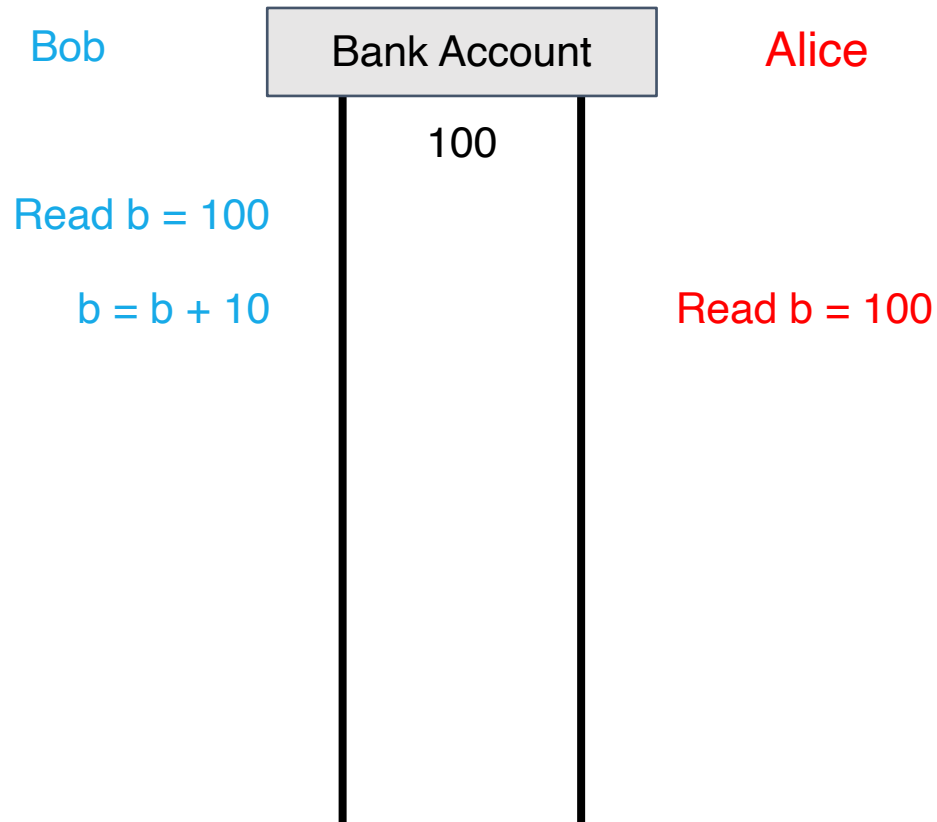 Bob
Bank Account
Alice
100
Read b = 100
b = b + 10
Read b = 100